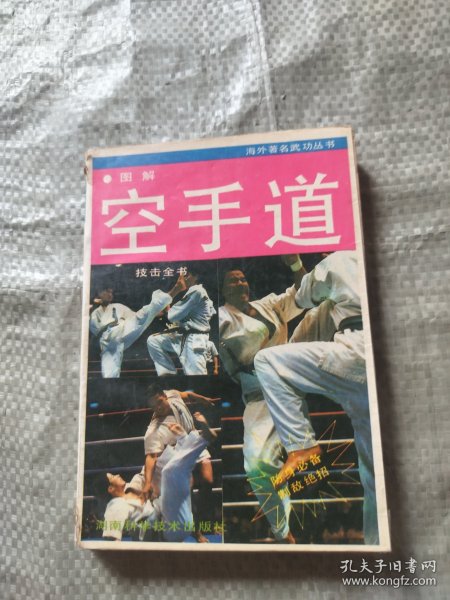 海外著名武功丛书
图解
空手道
技击全书
防身必备
制敌绝招
湖南科学技术出版社
孔夫子旧书网
www.kongfz.com